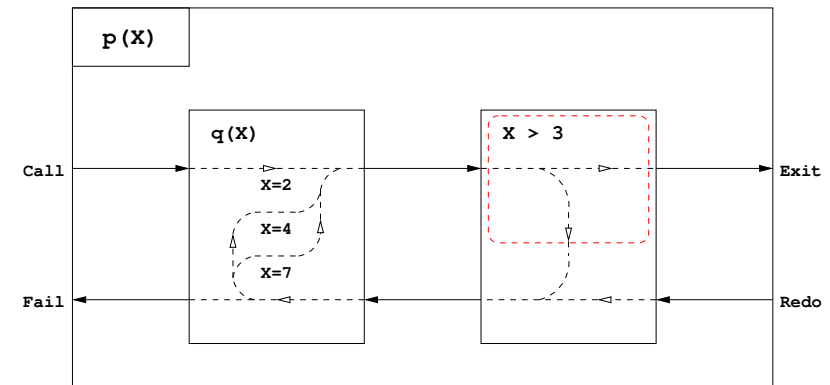 p(X)
q(X)
X > 3
Call
Exit
X=2
X=4
X=7
Fail
Redo